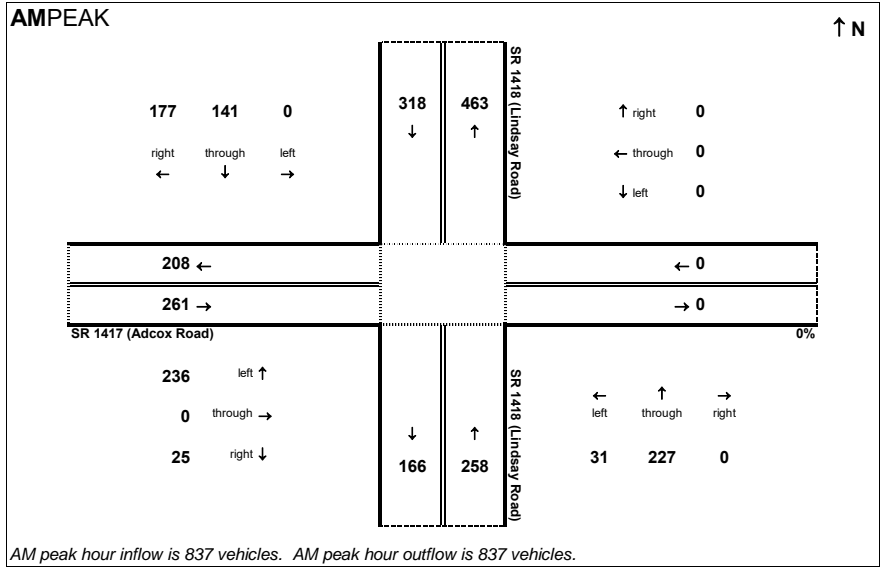 AMPEAK
↑ N
SR 1418 (Lindsay Road)
318 463
↓ ↑
177 141 0
right through left
← ↓ →
↑ right 0
← through 0
↓ left 0
208 ←
← 0
261 →
→ 0
SR 1417 (Adcox Road)
0%
236 left ↑
0 through →
25 right ↓
SR 1418 (Lindsay Road)
↓ ↑
166 258
← ↑ →
left through right
31 227 0
AM peak hour inflow is 837 vehicles. AM peak hour outflow is 837 vehicles.